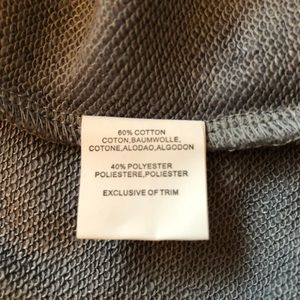 60% COTTON
COTON,BAUMWOLLE,
COTONE,ALODAO,ALGODON
40% POLYESTER
POLIESTERE,POLIESTER
EXCLUSIVE OF TRIM